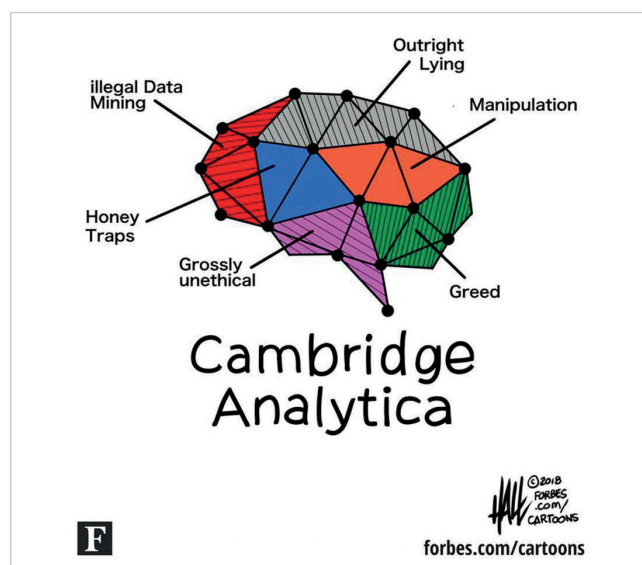 Outright
Lying
illegal Data
Mining
Manipulation
Honey
Traps
Grossly
unethical
Greed
Cambridge
Analytica
HALL
©2018
FORBES
.com/
CARTOONS
F
forbes.com/cartoons